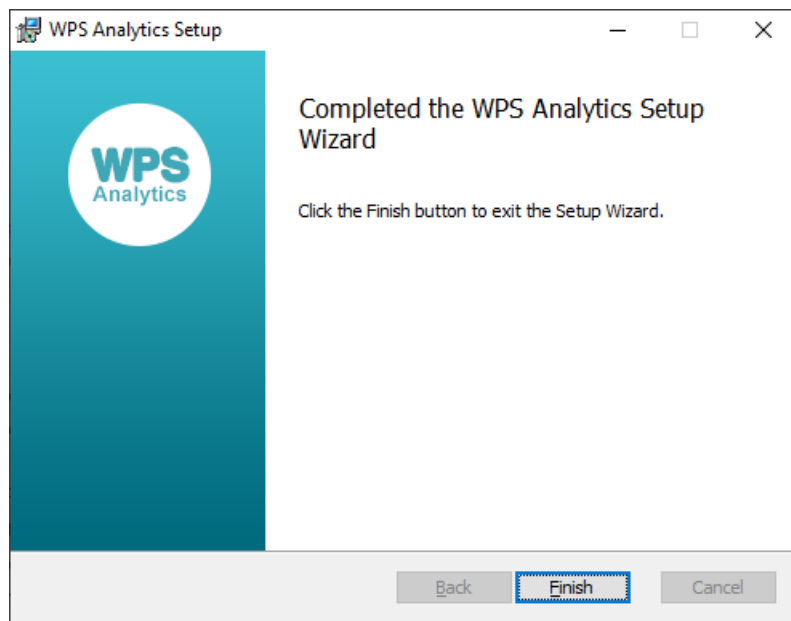 WPS Analytics Setup
WPS
Analytics
Completed the WPS Analytics Setup
Wizard
Click the Finish button to exit the Setup Wizard.
Back
Finish
Cancel